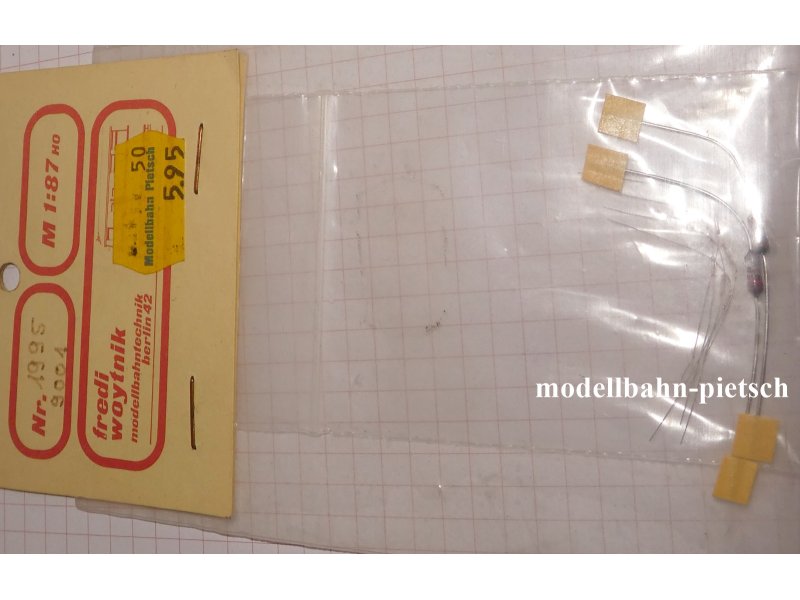 Nr. 1995
9004
M 1:87 HO
fredi
woytnik
modellbahntechnik
berlin 42
50
Modellbahn Pietsch
5.95
modellbahn-pietsch